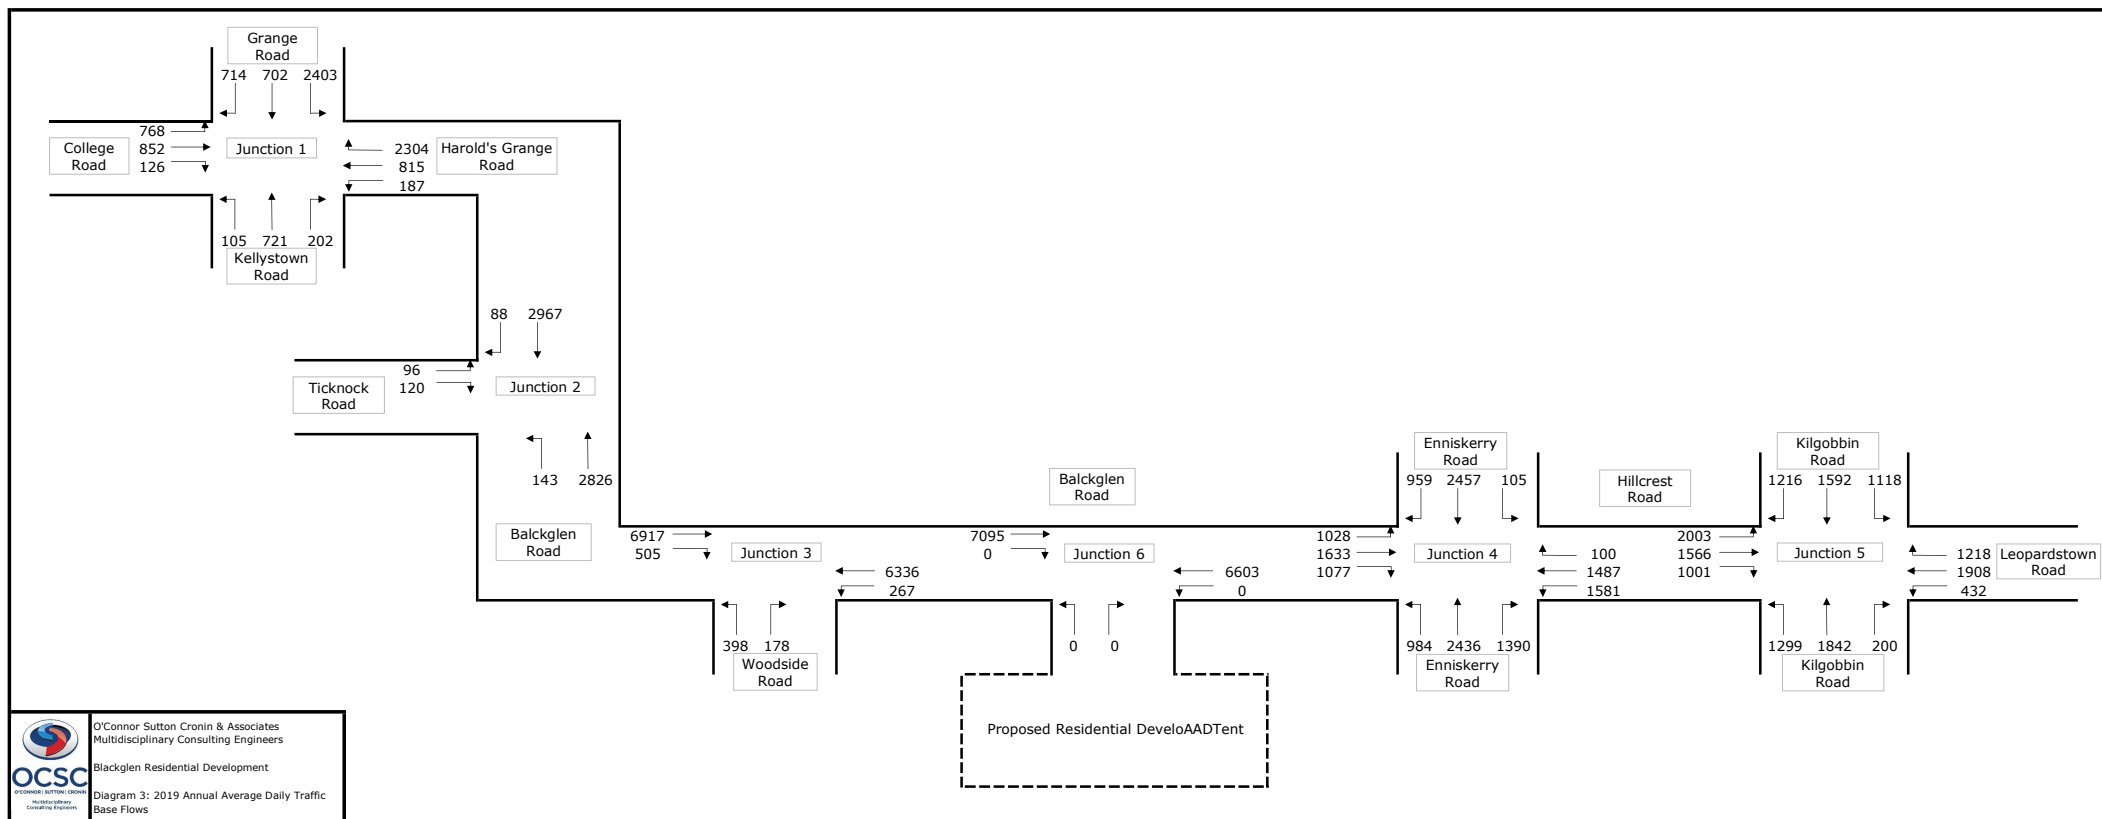 Grange
Road
714 702 2403
768
852
126
College
Road
Junction 1
2304
815
187
Harold's Grange
Road
105 721 202
Kellystown
Road
88 2967
96
120
Ticknock
Road
Junction 2
143 2826
Balckglen
Road
6917
505
Junction 3
6336
267
398 178
Woodside
Road
Balckglen
Road
7095
0
Junction 6
6603
0
0 0
Proposed Residential DeveloAADTent
Enniskerry
Road
959 2457 105
1028
1633
1077
Junction 4
100
1487
1581
984 2436 1390
Enniskerry
Road
Hillcrest
Road
Kilgobbin
Road
1216 1592 1118
2003
1566
1001
Junction 5
1218
1908
432
Leopardstown
Road
1299 1842 200
Kilgobbin
Road
OCSC
O'CONNOR | SUTTON | CRONIN
Multidisciplinary
Consulting Engineers
O'Connor Sutton Cronin & Associates
Multidisciplinary Consulting Engineers
Blackglen Residential Development
Diagram 3: 2019 Annual Average Daily Traffic
Base Flows